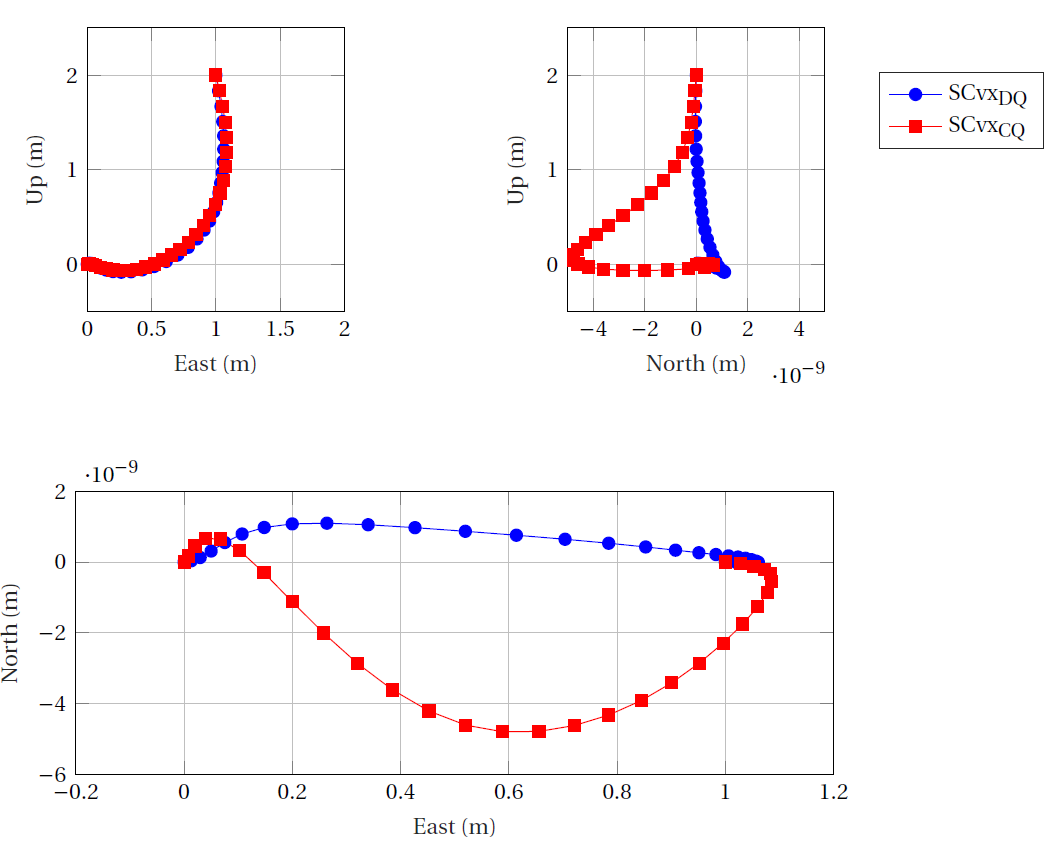 2
1
0
Up (m)
0 0.5 1 1.5 2
East (m)
2
1
0
Up (m)
−4 −2 0 2 4
North (m)
·10⁻⁹
SCvx_DQ
SCvx_CQ
·10⁻⁹
2
0
−2
−4
−6
North (m)
−0.2 0 0.2 0.4 0.6 0.8 1 1.2
East (m)